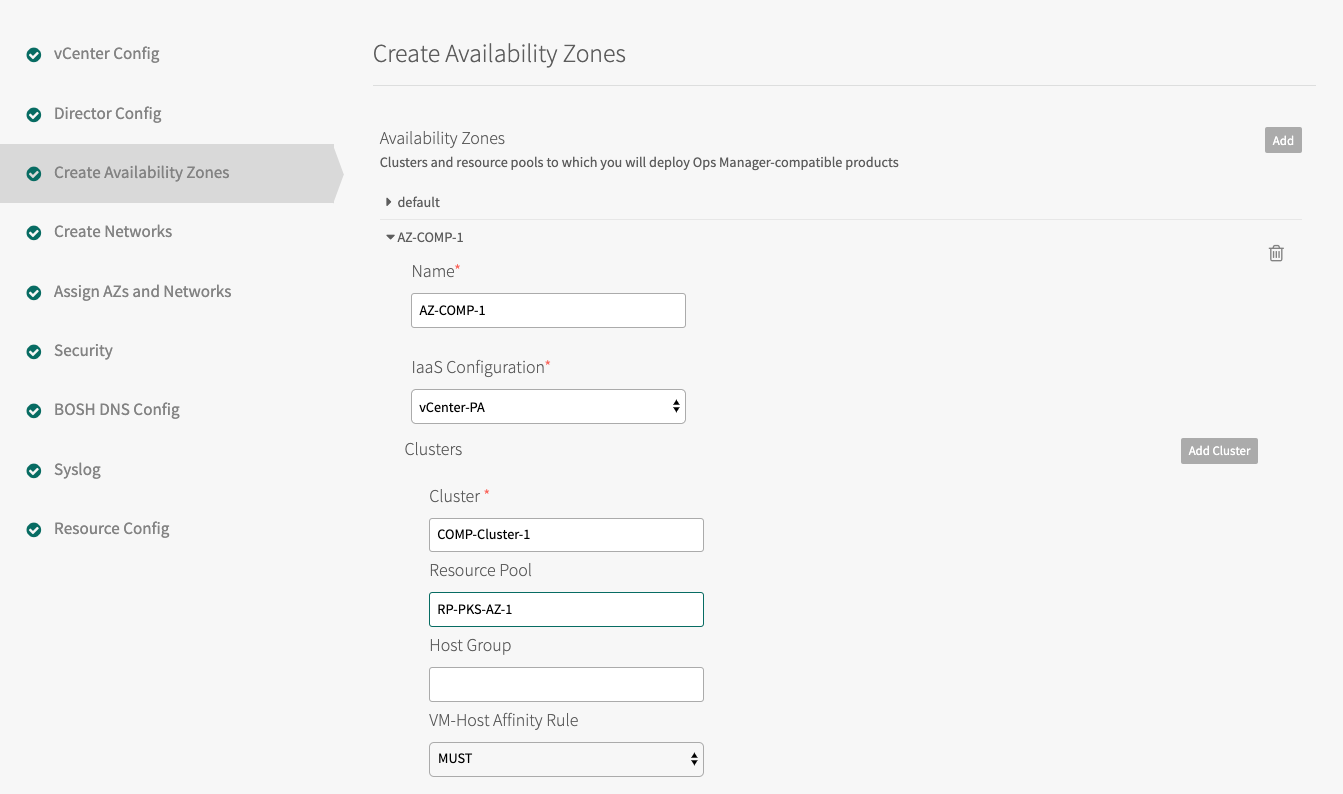 vCenter Config
Director Config
Create Availability Zones
Create Networks
Assign AZs and Networks
Security
BOSH DNS Config
Syslog
Resource Config
Create Availability Zones
Availability Zones
Add
Clusters and resource pools to which you will deploy Ops Manager-compatible products
default
AZ-COMP-1
Name*
AZ-COMP-1
IaaS Configuration*
vCenter-PA
Clusters
Add Cluster
Cluster *
COMP-Cluster-1
Resource Pool
RP-PKS-AZ-1
Host Group
VM-Host Affinity Rule
MUST